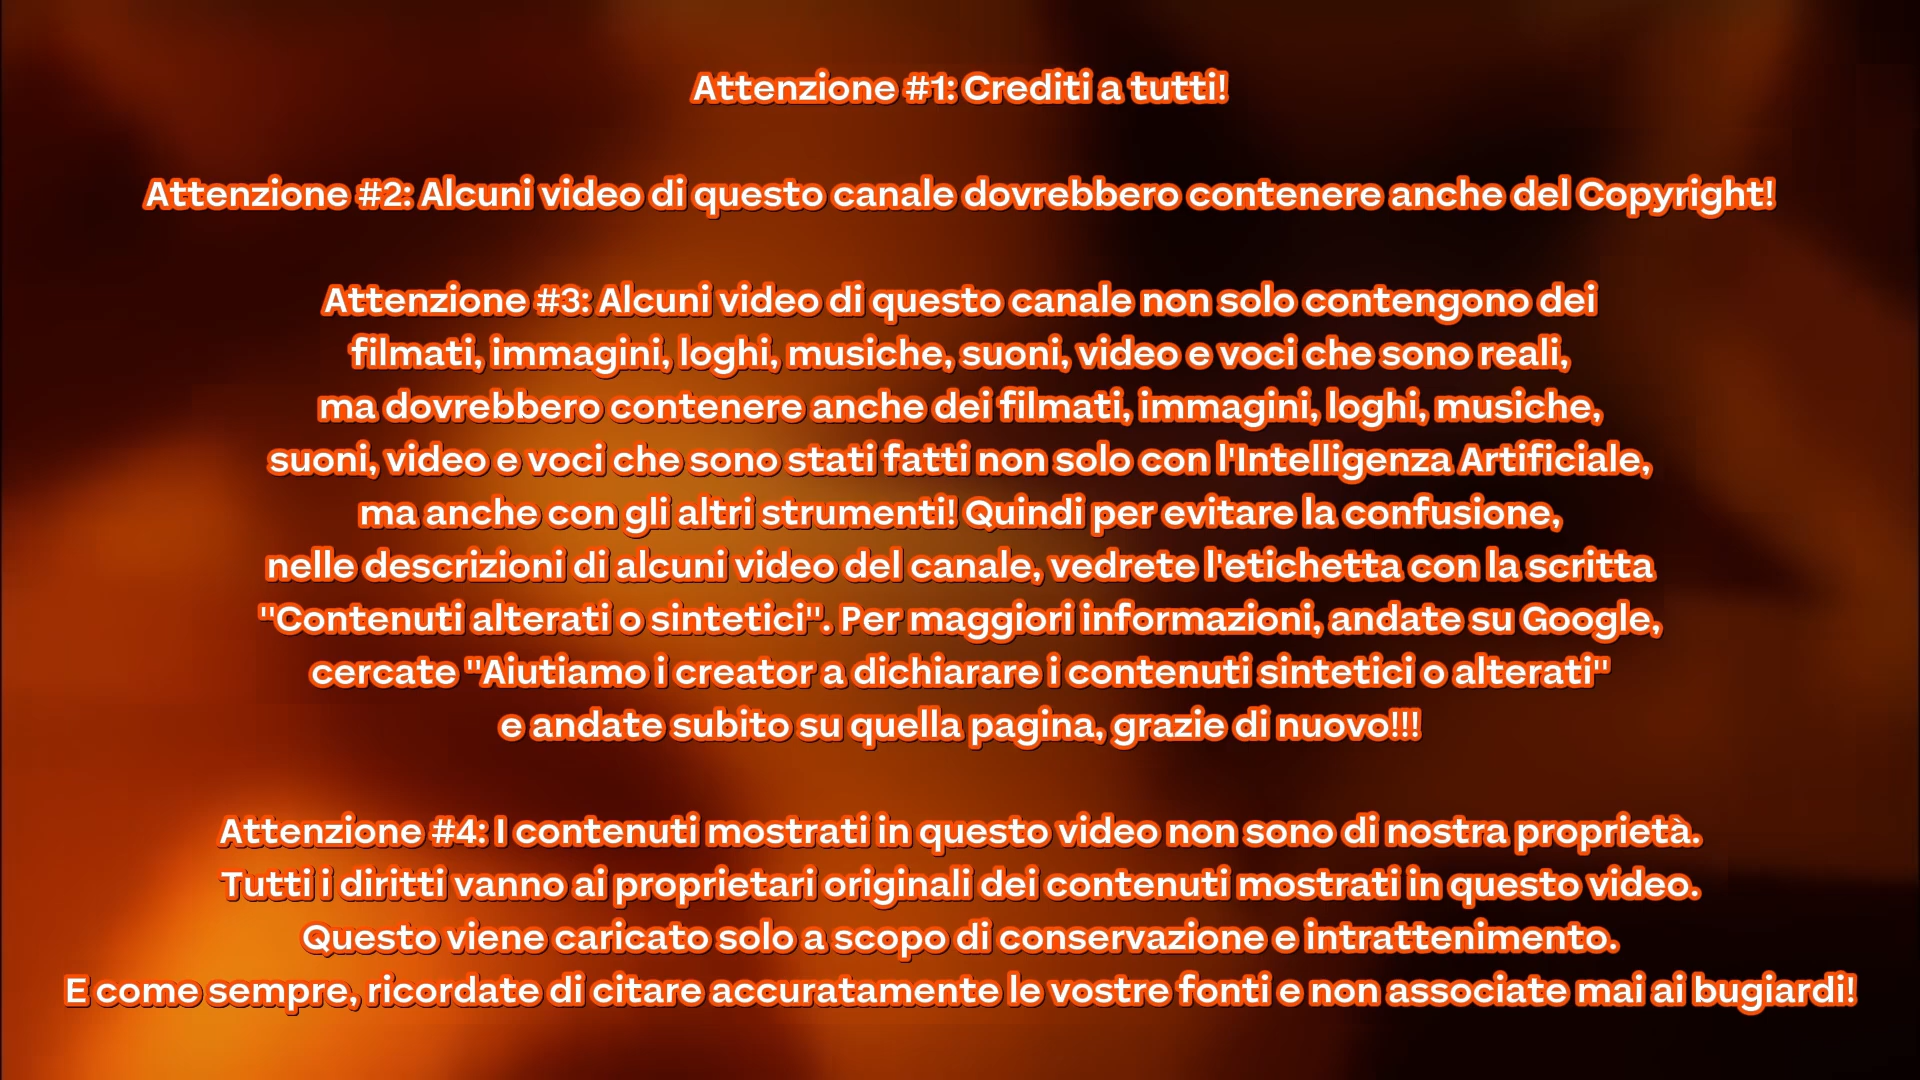 Attenzione #1: Crediti a tutti!
Attenzione #2: Alcuni video di questo canale dovrebbero contenere anche del Copyright!
Attenzione #3: Alcuni video di questo canale non solo contengono dei
filmati, immagini, loghi, musiche, suoni, video e voci che sono reali,
ma dovrebbero contenere anche dei filmati, immagini, loghi, musiche,
suoni, video e voci che sono stati fatti non solo con l'Intelligenza Artificiale,
ma anche con gli altri strumenti! Quindi per evitare la confusione,
nelle descrizioni di alcuni video del canale, vedrete l'etichetta con la scritta
"Contenuti alterati o sintetici". Per maggiori informazioni, andate su Google,
cercate "Aiutiamo i creator a dichiarare i contenuti sintetici o alterati"
e andate subito su quella pagina, grazie di nuovo!!!
Attenzione #4: I contenuti mostrati in questo video non sono di nostra proprietà.
Tutti i diritti vanno ai proprietari originali dei contenuti mostrati in questo video.
Questo viene caricato solo a scopo di conservazione e intrattenimento.
E come sempre, ricordate di citare accuratamente le vostre fonti e non associate mai ai bugiardi!